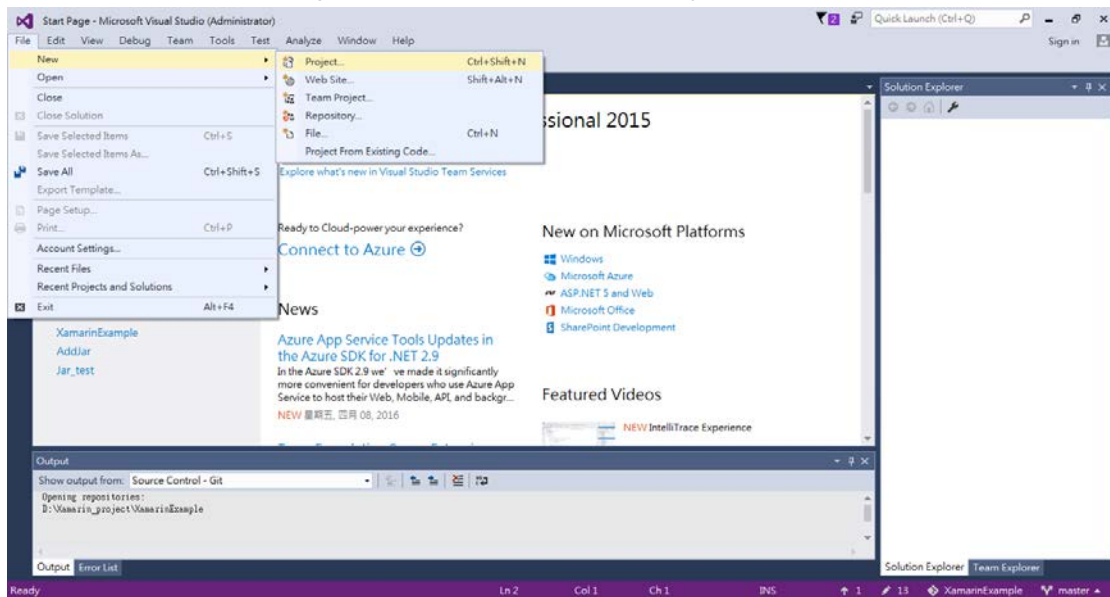 Start Page - Microsoft Visual Studio (Administrator)
2
Quick Launch (Ctrl+Q)
File Edit View Debug Team Tools Test Analyze Window Help
Sign in
New
Open
Close
Close Solution
Save Selected Items Ctrl+S
Save Selected Items As...
Save All Ctrl+Shift+S
Export Template...
Page Setup...
Print... Ctrl+P
Account Settings...
Recent Files
Recent Projects and Solutions
Exit Alt+F4
Project... Ctrl+Shift+N
Web Site... Shift+Alt+N
Team Project...
Repository...
File... Ctrl+N
Project From Existing Code...
XamarinExample
AddJar
Jar_test
ssional 2015
Explore what's new in Visual Studio Team Services
Ready to Cloud-power your experience?
Connect to Azure
News
Azure App Service Tools Updates in
the Azure SDK for .NET 2.9
In the Azure SDK 2.9 we' ve made it significantly
more convenient for developers who use Azure App
Service to host their Web, Mobile, API, and backgr...
NEW 星期五, 四月 08, 2016
New on Microsoft Platforms
Windows
Microsoft Azure
ASP.NET 5 and Web
Microsoft Office
SharePoint Development
Featured Videos
NEW IntelliTrace Experience
Solution Explorer
Output
Show output from: Source Control - Git
Opening repositories:
D:\Xamarin_project\XamarinExample
Output Error List
Solution Explorer Team Explorer
Ready Ln 2 Col 1 Ch 1 INS 1 13 XamarinExample master